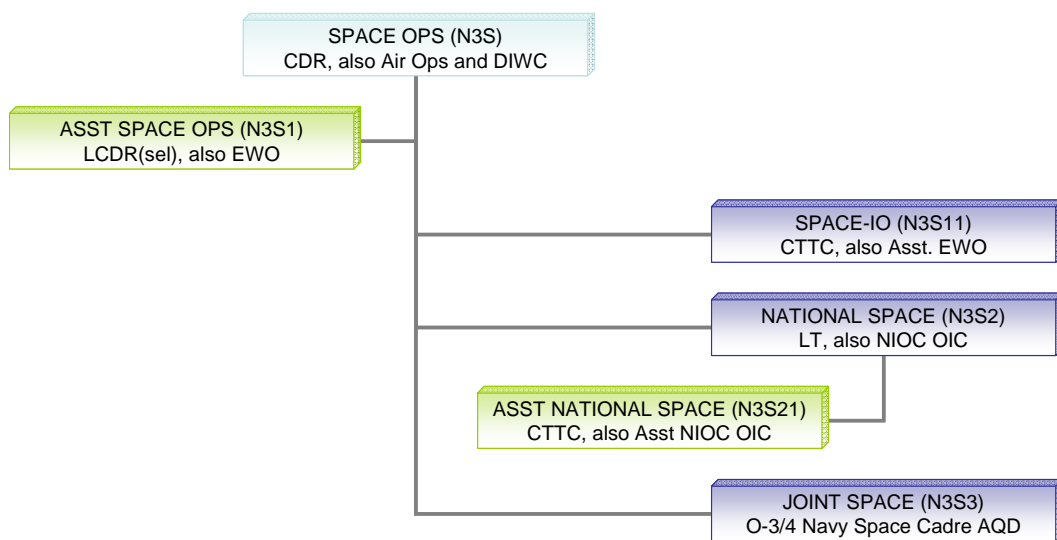 SPACE OPS (N3S)
CDR, also Air Ops and DIWC
ASST SPACE OPS (N3S1)
LCDR(sel), also EWO
SPACE-IO (N3S11)
CTTC, also Asst. EWO
NATIONAL SPACE (N3S2)
LT, also NIOC OIC
ASST NATIONAL SPACE (N3S21)
CTTC, also Asst NIOC OIC
JOINT SPACE (N3S3)
O-3/4 Navy Space Cadre AQD